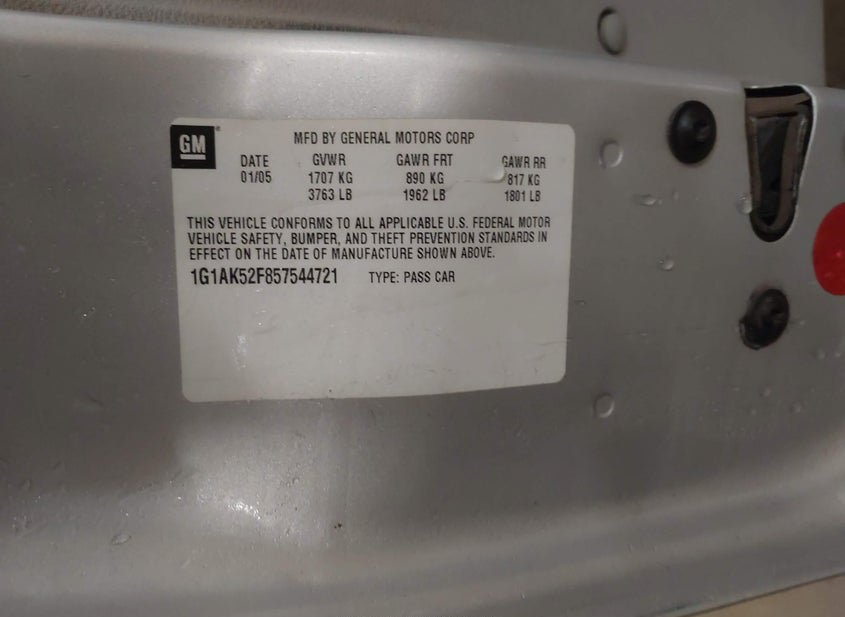 GM
MFD BY GENERAL MOTORS CORP
DATE GVWR GAWR FRT GAWR RR
01/05 1707 KG 890 KG 817 KG
3763 LB 1962 LB 1801 LB
THIS VEHICLE CONFORMS TO ALL APPLICABLE U.S. FEDERAL MOTOR
VEHICLE SAFETY, BUMPER, AND THEFT PREVENTION STANDARDS IN
EFFECT ON THE DATE OF MANUFACTURE SHOWN ABOVE.
1G1AK52F857544721 TYPE: PASS CAR